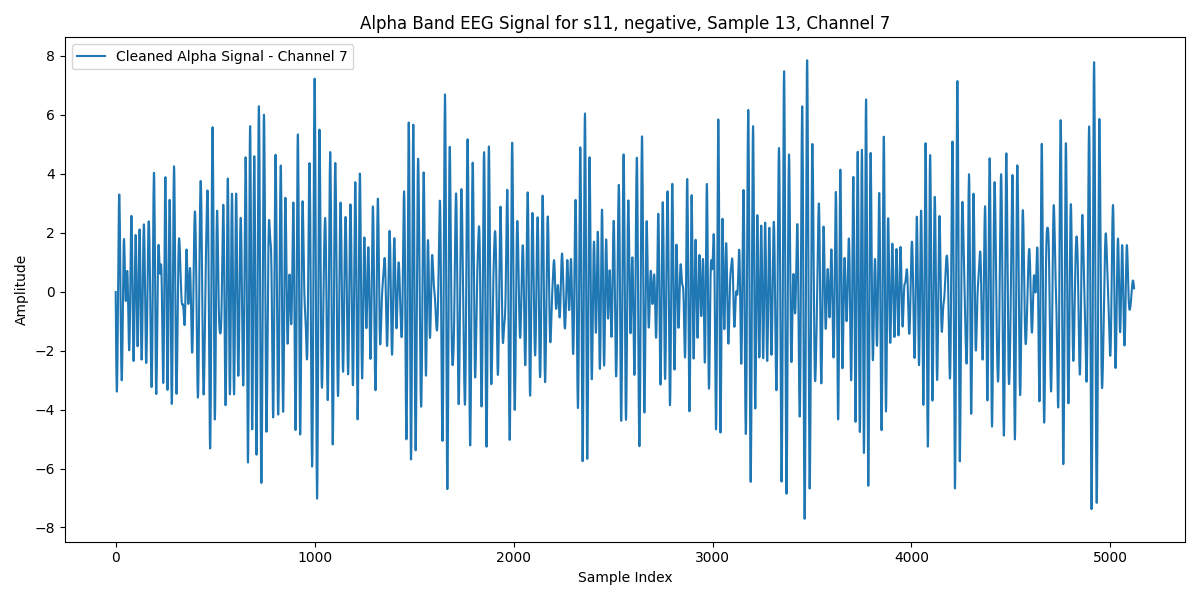 Alpha Band EEG Signal for s11, negative, Sample 13, Channel 7
Cleaned Alpha Signal - Channel 7
Amplitude
8
6
4
2
0
−2
−4
−6
−8
0 1000 2000 3000 4000 5000
Sample Index